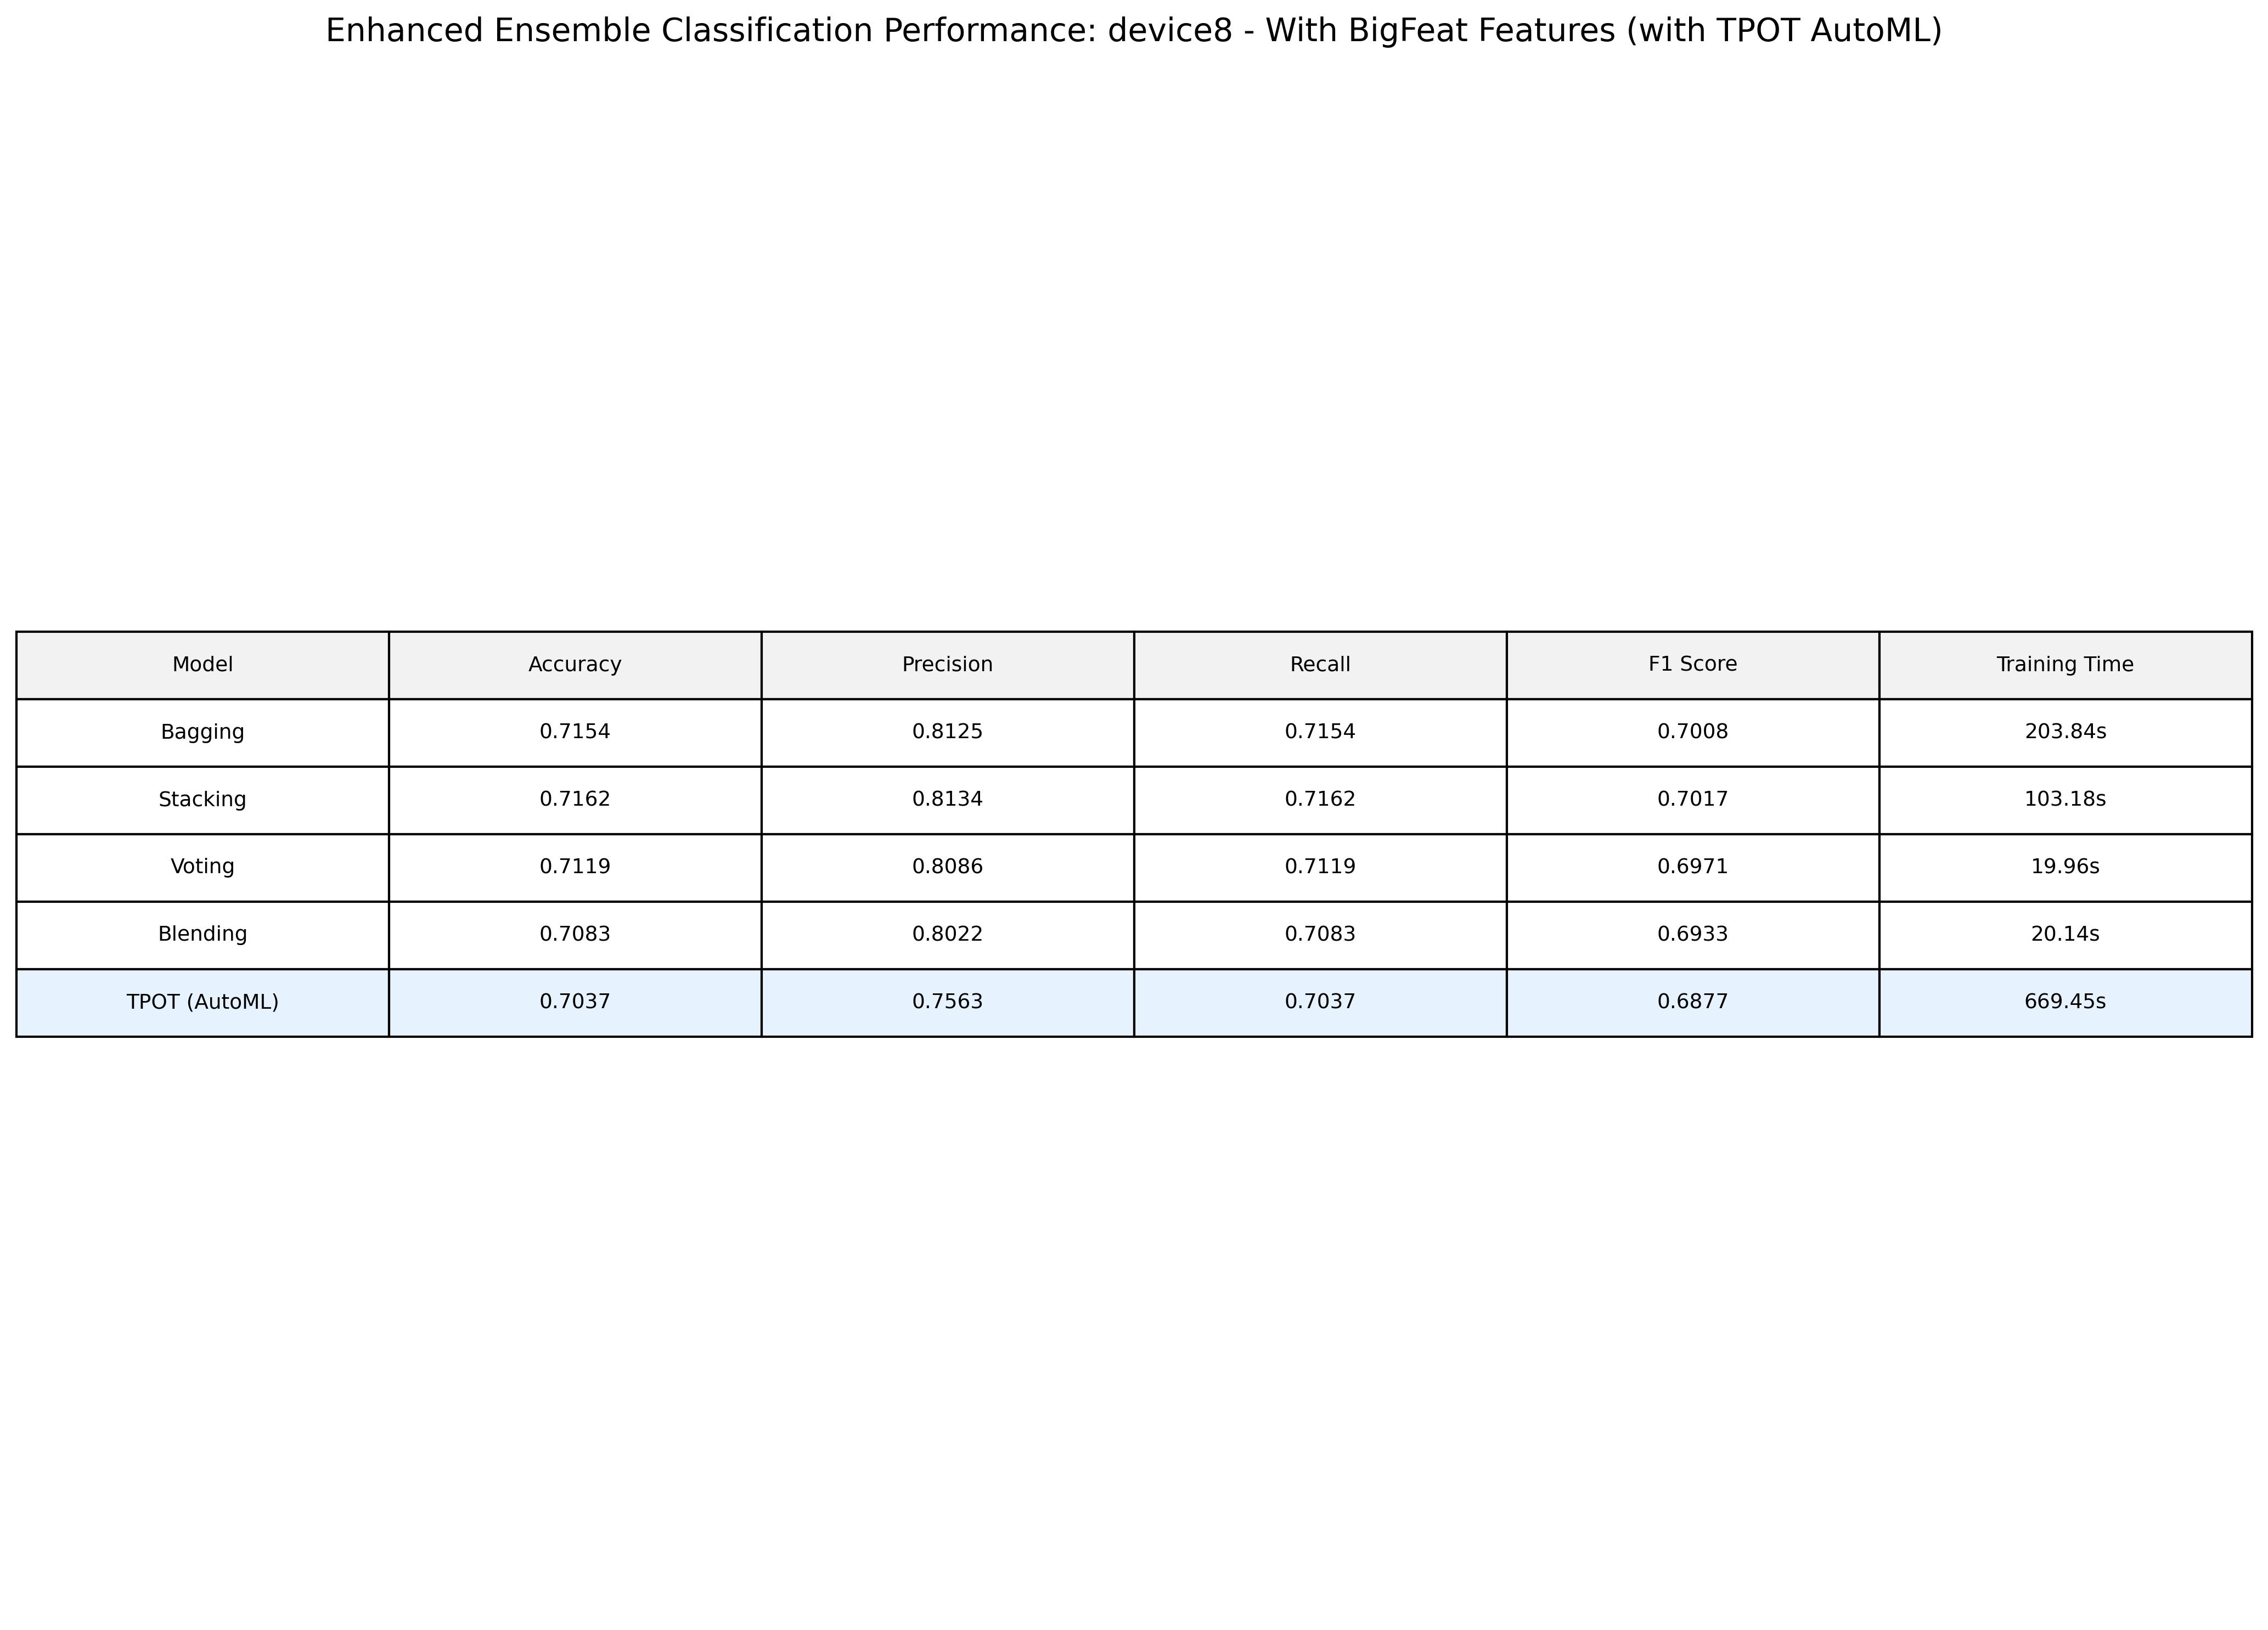 Enhanced Ensemble Classification Performance: device8 - With BigFeat Features (with TPOT AutoML)
Model Accuracy Precision Recall F1 Score Training Time
Bagging 0.7154 0.8125 0.7154 0.7008 203.84s
Stacking 0.7162 0.8134 0.7162 0.7017 103.18s
Voting 0.7119 0.8086 0.7119 0.6971 19.96s
Blending 0.7083 0.8022 0.7083 0.6933 20.14s
TPOT (AutoML) 0.7037 0.7563 0.7037 0.6877 669.45s